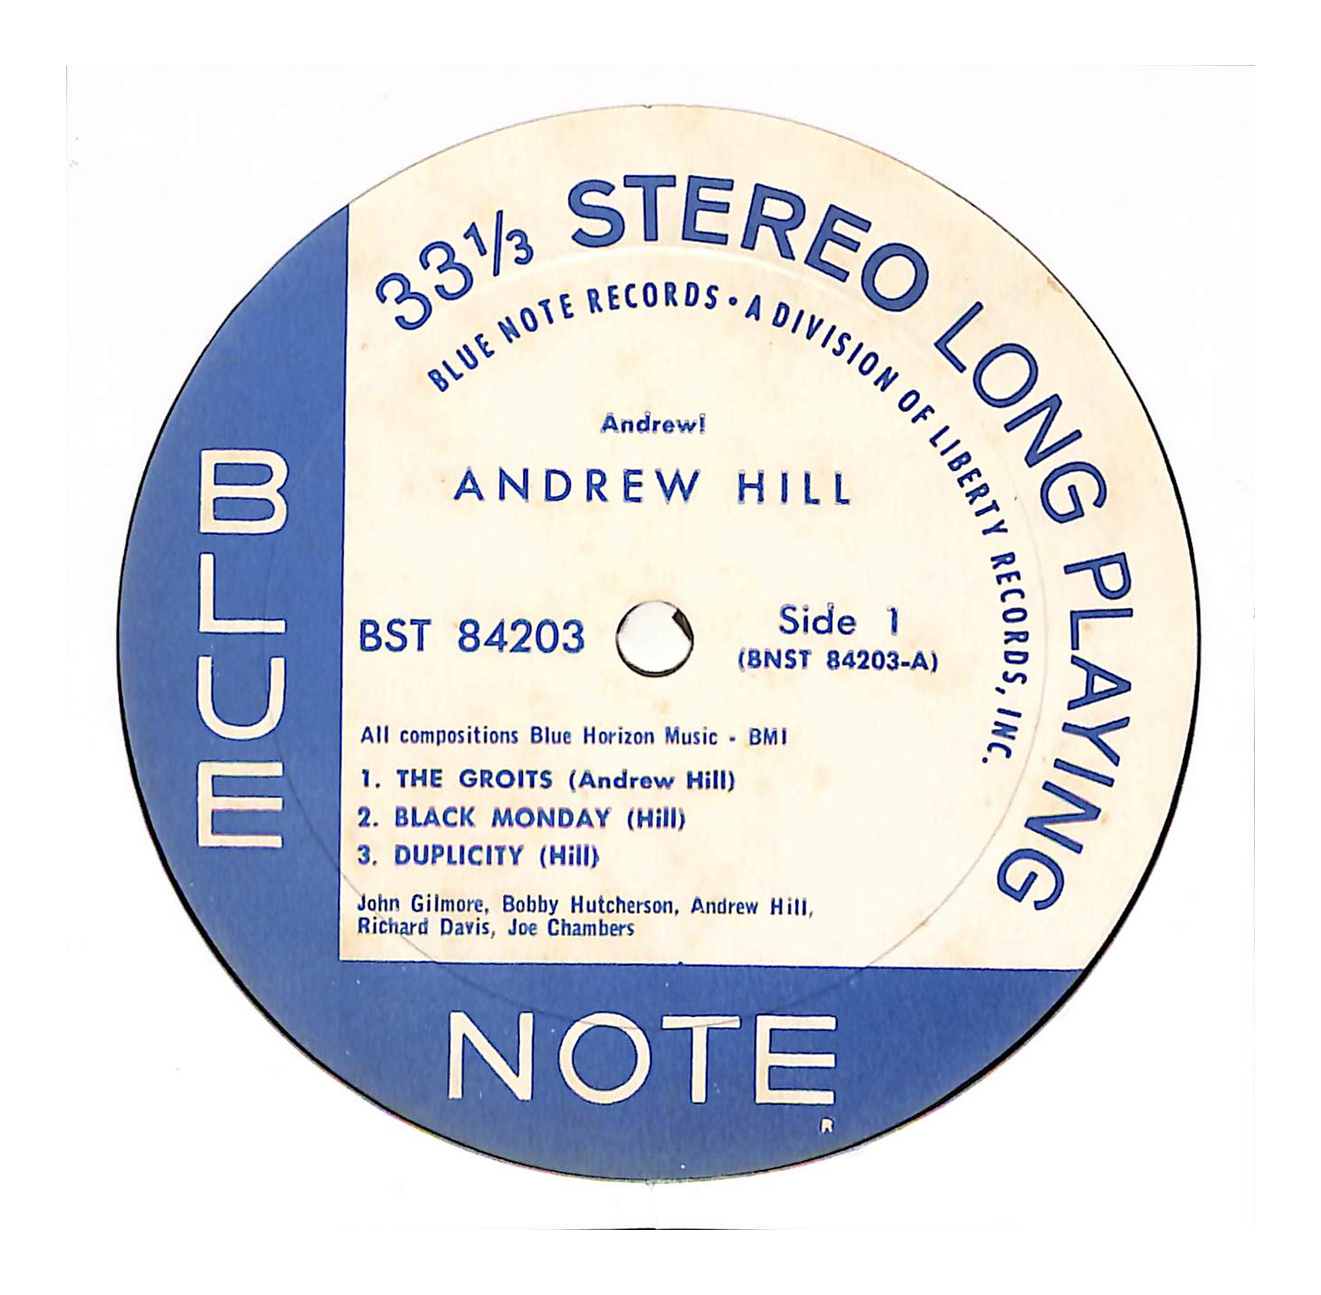 33⅓ STEREO LONG PLAYING
BLUE NOTE RECORDS • A DIVISION OF LIBERTY RECORDS, INC.
Andrew!
ANDREW HILL
BST 84203
Side 1
(BNST 84203-A)
All compositions Blue Horizon Music - BMI
1. THE GROITS (Andrew Hill)
2. BLACK MONDAY (Hill)
3. DUPLICITY (Hill)
John Gilmore, Bobby Hutcherson, Andrew Hill,
Richard Davis, Joe Chambers
BLUE
NOTE
R